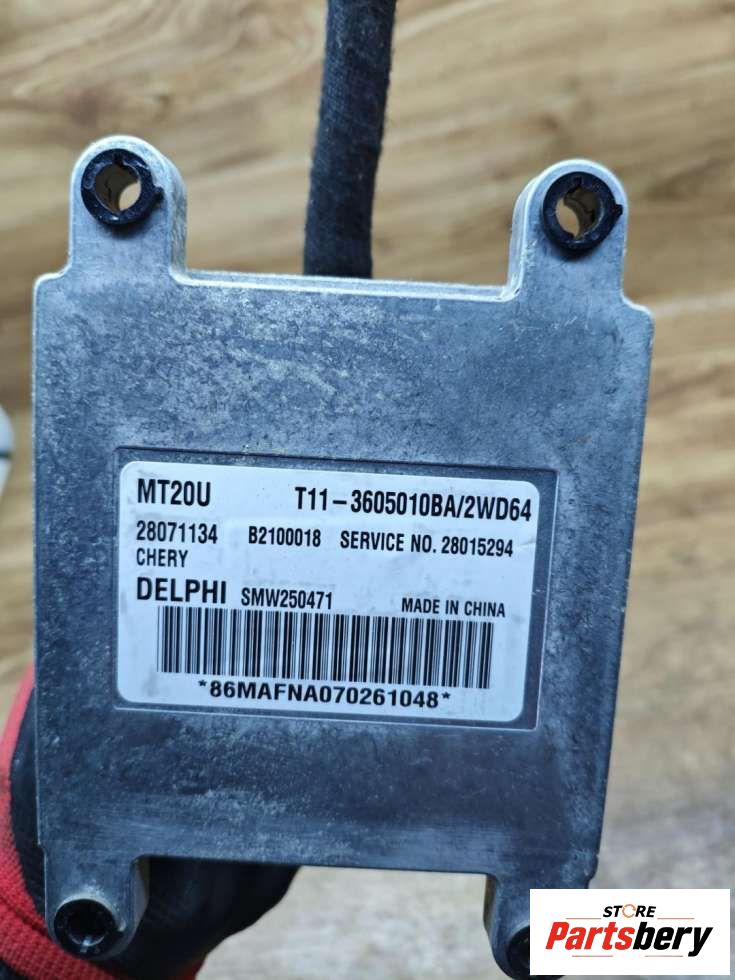 MT20U T11-3605010BA/2WD64
28071134 B2100018 SERVICE NO. 28015294
CHERY
DELPHI SMW250471 MADE IN CHINA
*86MAFNA070261048*
STORE
Partsbery